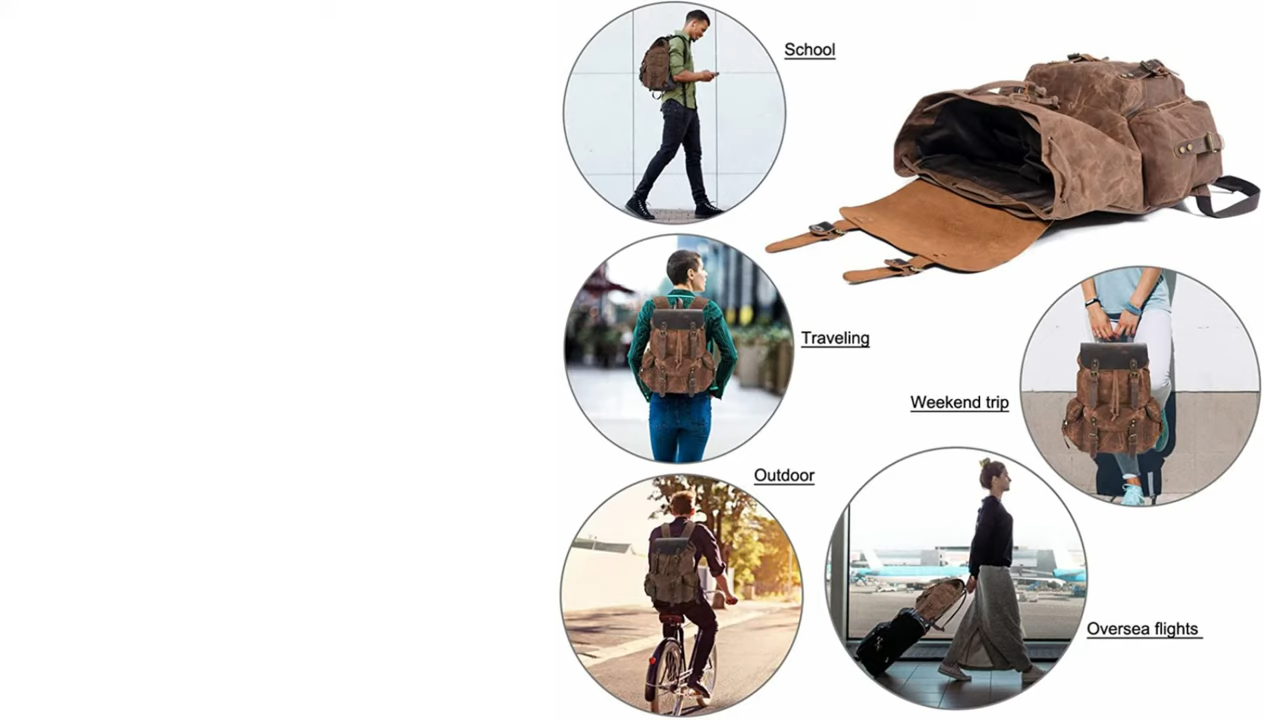 School
Traveling
Weekend trip
Outdoor
Oversea flights